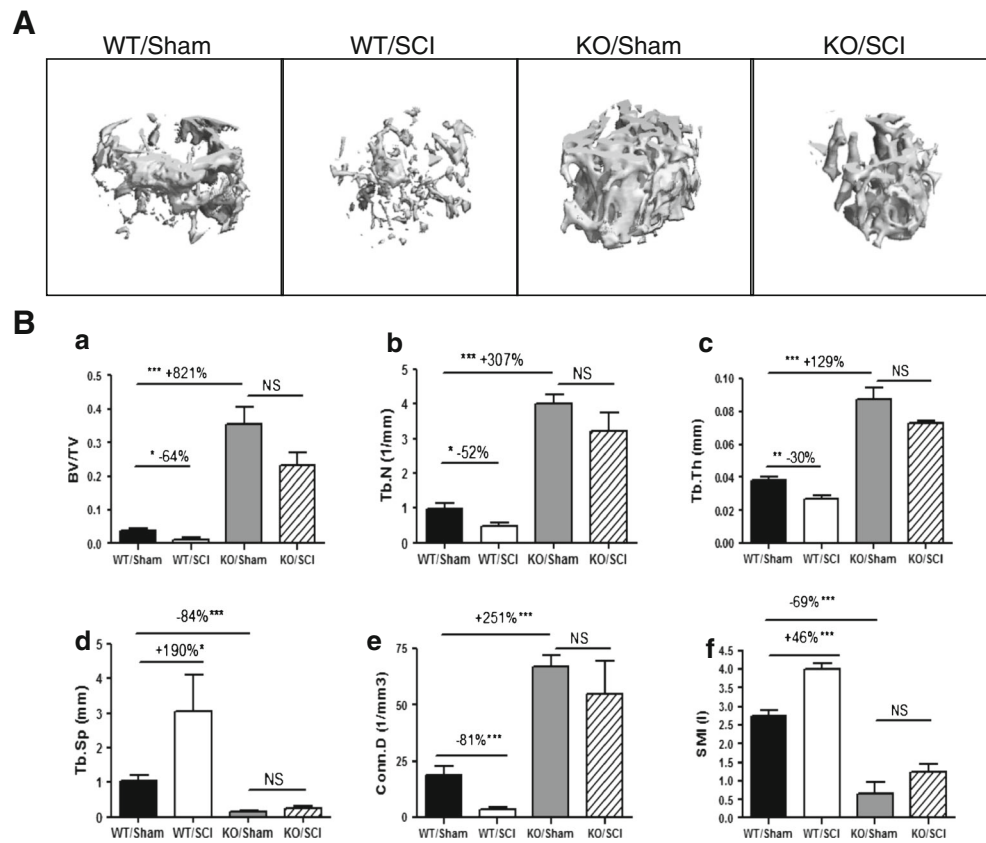 A
WT/Sham WT/SCI KO/Sham KO/SCI
B
a
*** +821%
NS
* -64%
BV/TV
0.5
0.4
0.3
0.2
0.1
0.0
WT/Sham WT/SCI KO/Sham KO/SCI
b
*** +307%
NS
* -52%
Tb.N (1/mm)
5
4
3
2
1
0
WT/Sham WT/SCI KO/Sham KO/SCI
c
*** +129%
NS
** -30%
Tb.Th (mm)
0.10
0.08
0.06
0.04
0.02
0.00
WT/Sham WT/SCI KO/Sham KO/SCI
d
-84% ***
+190% *
NS
Tb.Sp (mm)
5
4
3
2
1
0
WT/Sham WT/SCI KO/Sham KO/SCI
e
+251% ***
NS
-81% ***
Conn.D (1/mm3)
75
50
25
0
WT/Sham WT/SCI KO/Sham KO/SCI
f
-69% ***
+46% ***
NS
SMI (I)
4.5
4.0
3.5
3.0
2.5
2.0
1.5
1.0
0.5
0.0
WT/Sham WT/SCI KO/Sham KO/SCI